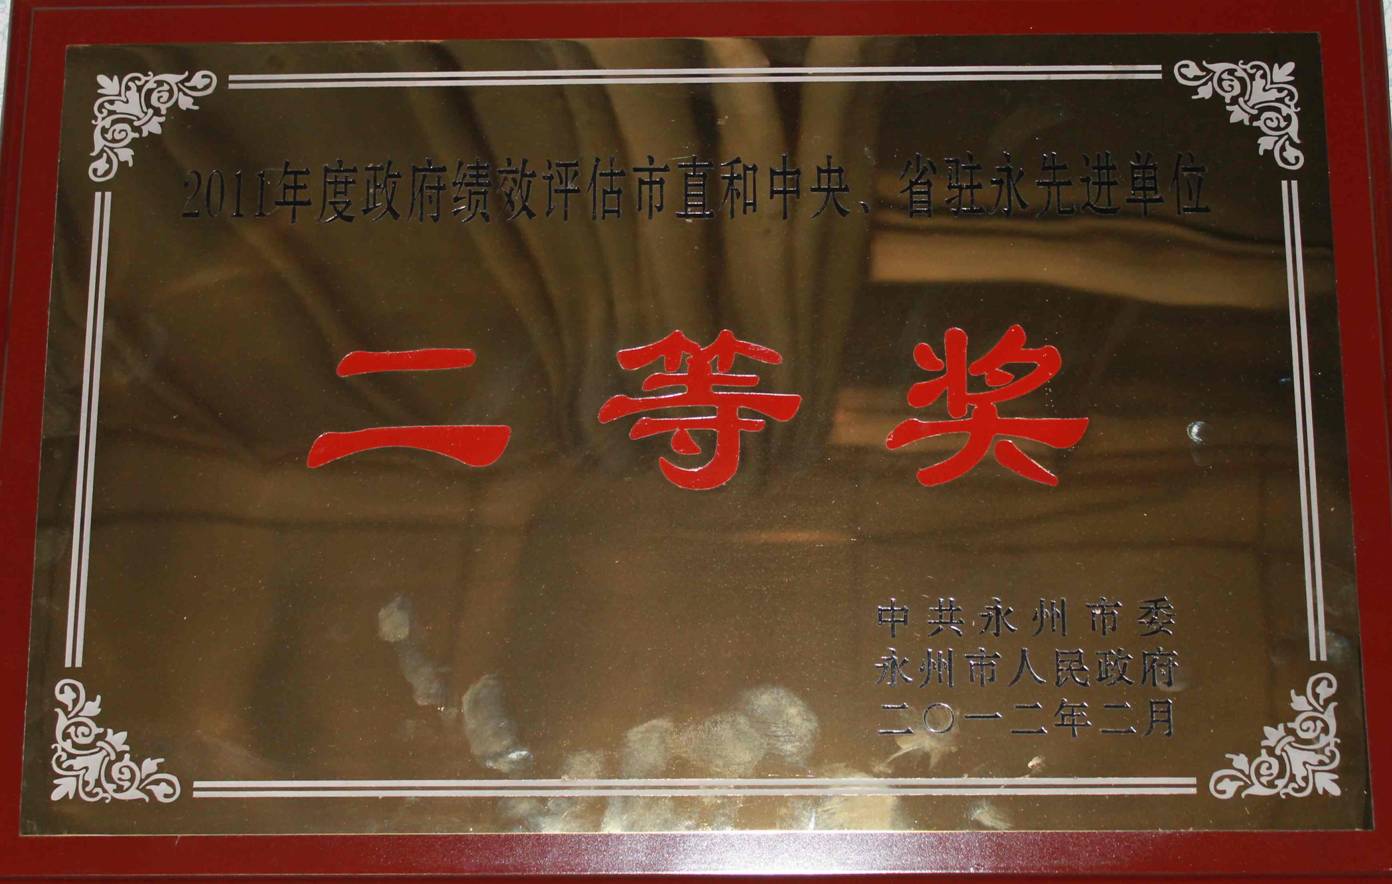 2011年度政府绩效评估市直和中央、省驻永先进单位
二等奖
中共永州市委
永州市人民政府
二〇一二年二月